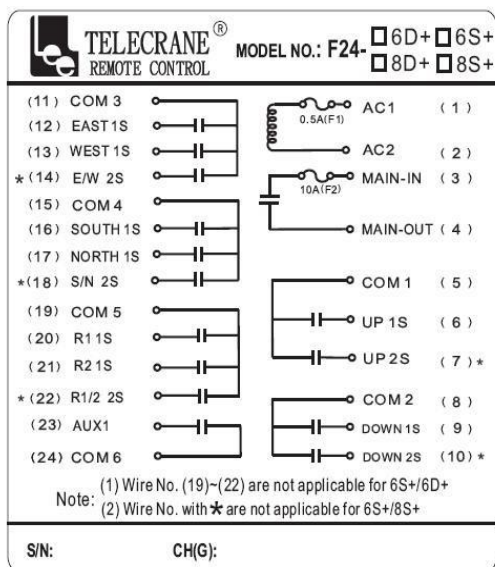 Lee TELECRANE ® REMOTE CONTROL
MODEL NO.: F24- □ 6D+ □ 6S+
□ 8D+ □ 8S+
(11) COM 3
(12) EAST 1S
(13) WEST 1S
* (14) E/W 2S
(15) COM 4
(16) SOUTH 1S
(17) NORTH 1S
*(18) S/N 2S
(19) COM 5
(20) R1 1S
(21) R2 1S
* (22) R1/2 2S
(23) AUX1
(24) COM 6
0.5A(F1) AC1 (1)
AC2 (2)
10A(F2) MAIN-IN (3)
MAIN-OUT (4)
COM 1 (5)
UP 1S (6)
UP 2S (7) *
COM 2 (8)
DOWN 1S (9)
DOWN 2S (10) *
Note: (1) Wire No. (19)~(22) are not applicable for 6S+/6D+
(2) Wire No. with * are not applicable for 6S+/8S+
S/N: CH(G):